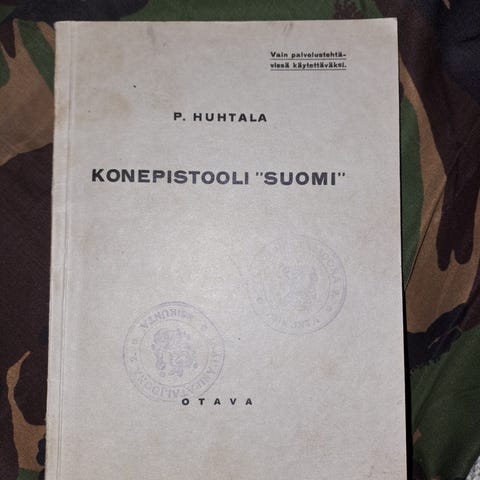 Vain palvelustehtä-
vissä käytettäväksi.
P. HUHTALA
KONEPISTOOLI "SUOMI"
OTAVA